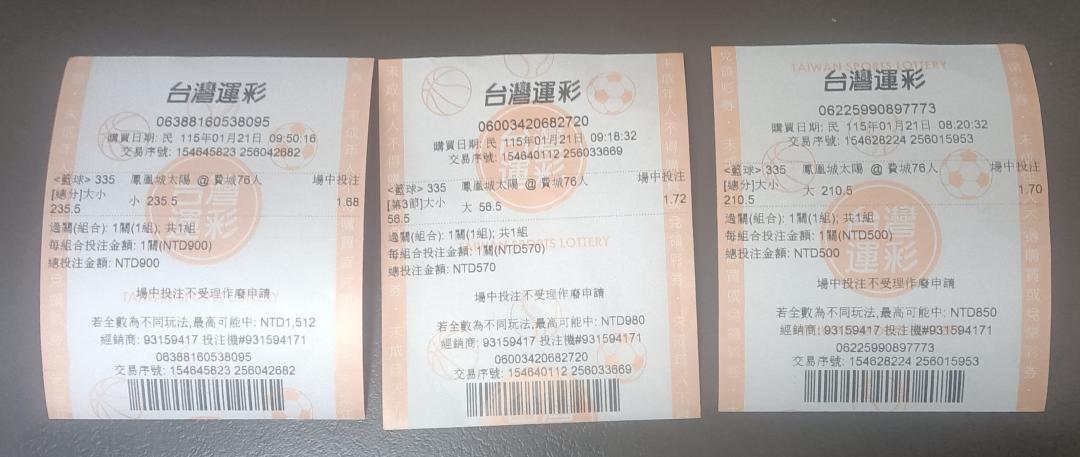 台灣運彩
06388160538095
購買日期: 民 115年01月21日 09:50:16
交易序號: 154645823 256042682
<籃球> 335 鳳凰城太陽 @ 費城76人 場中投注
[總分]大小 小 235.5 1.68
235.5
過關(組合): 1關(1組); 共1組
每組合投注金額: 1關(NTD900)
總投注金額: NTD900
場中投注不受理作廢申請
若全數為不同玩法,最高可能中: NTD1,512
經銷商: 93159417 投注機#931594171
06388160538095
交易序號: 154645823 256042682
台灣運彩
06003420682720
購買日期: 民 115年01月21日 09:18:32
交易序號: 154640112 256033669
<籃球> 335 鳳凰城太陽 @ 費城76人 場中投注
[第3節]大小 大 56.5 1.72
56.5
過關(組合): 1關(1組); 共1組
每組合投注金額: 1關(NTD570)
TAIWAN SPORTS LOTTERY
總投注金額: NTD570
場中投注不受理作廢申請
若全數為不同玩法,最高可能中: NTD980
經銷商: 93159417 投注機#931594171
06003420682720
交易序號: 154640112 256033669
TAIWAN SPORTS LOTTERY
台灣運彩
06225990897773
購買日期: 民 115年01月21日 08:20:32
交易序號: 154628224 256015953
<籃球> 335 鳳凰城太陽 @ 費城76人 場中投注
[總分]大小 大 210.5 1.70
210.5
過關(組合): 1關(1組); 共1組
每組合投注金額: 1關(NTD500)
總投注金額: NTD500
場中投注不受理作廢申請
若全數為不同玩法,最高可能中: NTD850
經銷商: 93159417 投注機#931594171
06225990897773
交易序號: 154628224 256015953